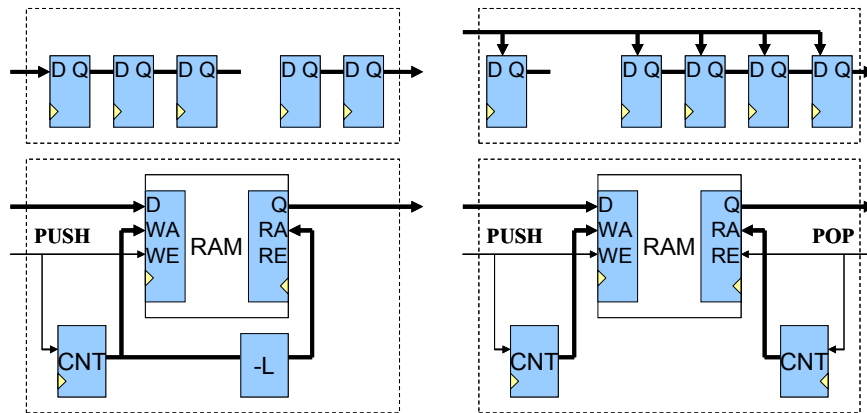 D Q D Q D Q D Q D Q
D Q D Q D Q D Q D Q
D Q
PUSH WA RA
WE RAM RE
CNT -L
D Q
PUSH WA RA POP
WE RAM RE
CNT CNT